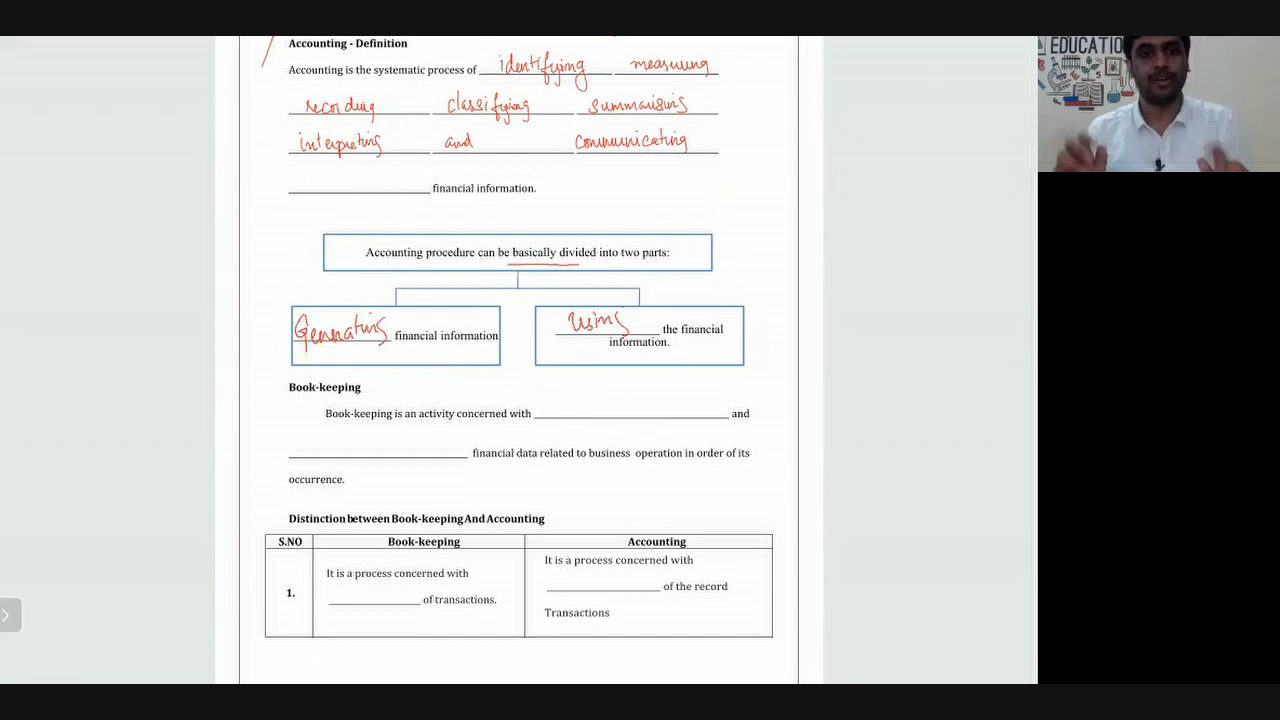 EDUCATIO
Accounting - Definition
Accounting is the systematic process of identifying measuring
recording classifying summarising
interpreting and communicating
financial information.
Accounting procedure can be basically divided into two parts:
Generating financial information
Using the financial
information.
Book-keeping
Book-keeping is an activity concerned with ____________________ and
____________________ financial data related to business operation in order of its
occurrence.
Distinction between Book-keeping And Accounting
S.NO Book-keeping Accounting
1.
It is a process concerned with
____________ of transactions.
It is a process concerned with
____________ of the record
Transactions